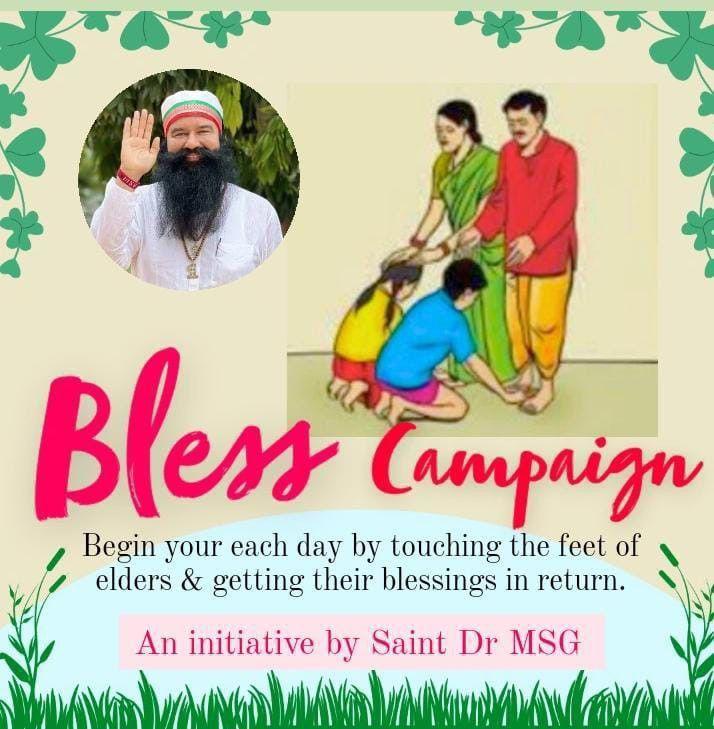 Bless Campaign
Begin your each day by touching the feet of
elders & getting their blessings in return.
An initiative by Saint Dr MSG